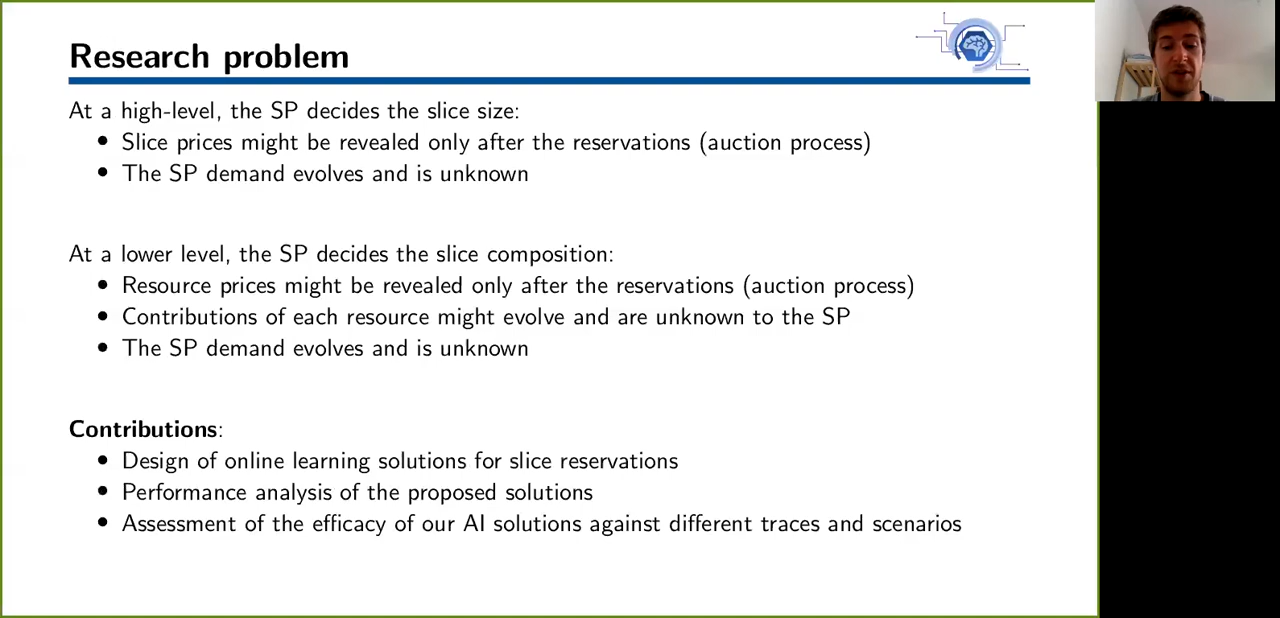 Research problem
At a high-level, the SP decides the slice size:
• Slice prices might be revealed only after the reservations (auction process)
• The SP demand evolves and is unknown
At a lower level, the SP decides the slice composition:
• Resource prices might be revealed only after the reservations (auction process)
• Contributions of each resource might evolve and are unknown to the SP
• The SP demand evolves and is unknown
Contributions:
• Design of online learning solutions for slice reservations
• Performance analysis of the proposed solutions
• Assessment of the efficacy of our AI solutions against different traces and scenarios